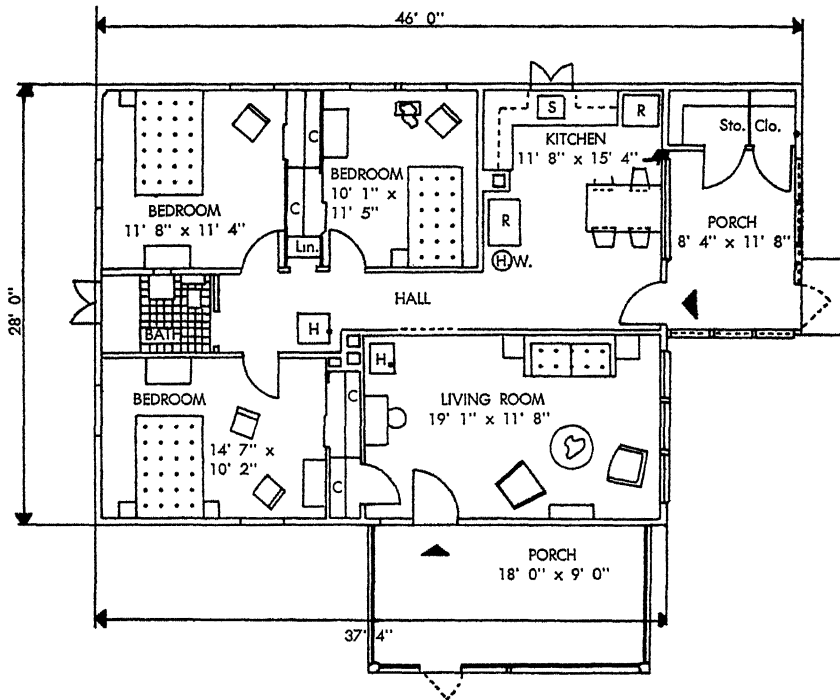 46' 0"
S
R
Sto.
Clo.
KITCHEN
11' 8" x 15' 4"
C
BEDROOM
10' 1" x
11' 5"
BEDROOM
11' 8" x 11' 4"
C
Lin.
R
H W.
PORCH
8' 4" x 11' 8"
28' 0"
HALL
BATH
H
H
BEDROOM
14' 7" x
10' 2"
C
C
LIVING ROOM
19' 1" x 11' 8"
PORCH
18' 0" x 9' 0"
37' 4"